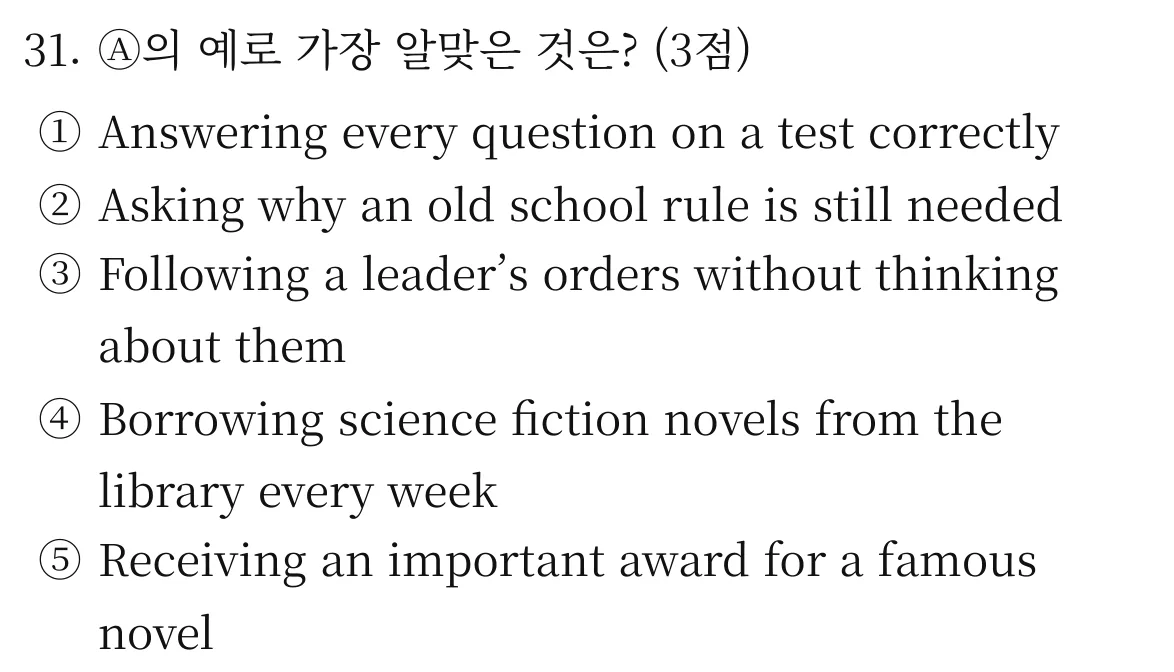 31. Ⓐ의 예로 가장 알맞은 것은? (3점)
① Answering every question on a test correctly
② Asking why an old school rule is still needed
③ Following a leader’s orders without thinking
about them
④ Borrowing science fiction novels from the
library every week
⑤ Receiving an important award for a famous
novel